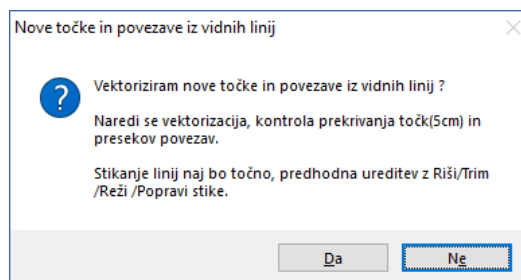 Nove točke in povezave iz vidnih linij
Vektoriziram nove točke in povezave iz vidnih linij ?
Naredi se vektorizacija, kontrola prekrivanja točk(5cm) in
presekov povezav.
Stikanje linij naj bo točno, predhodna ureditev z Riši/Trim
/Reži /Popravi stike.
Da
Ne